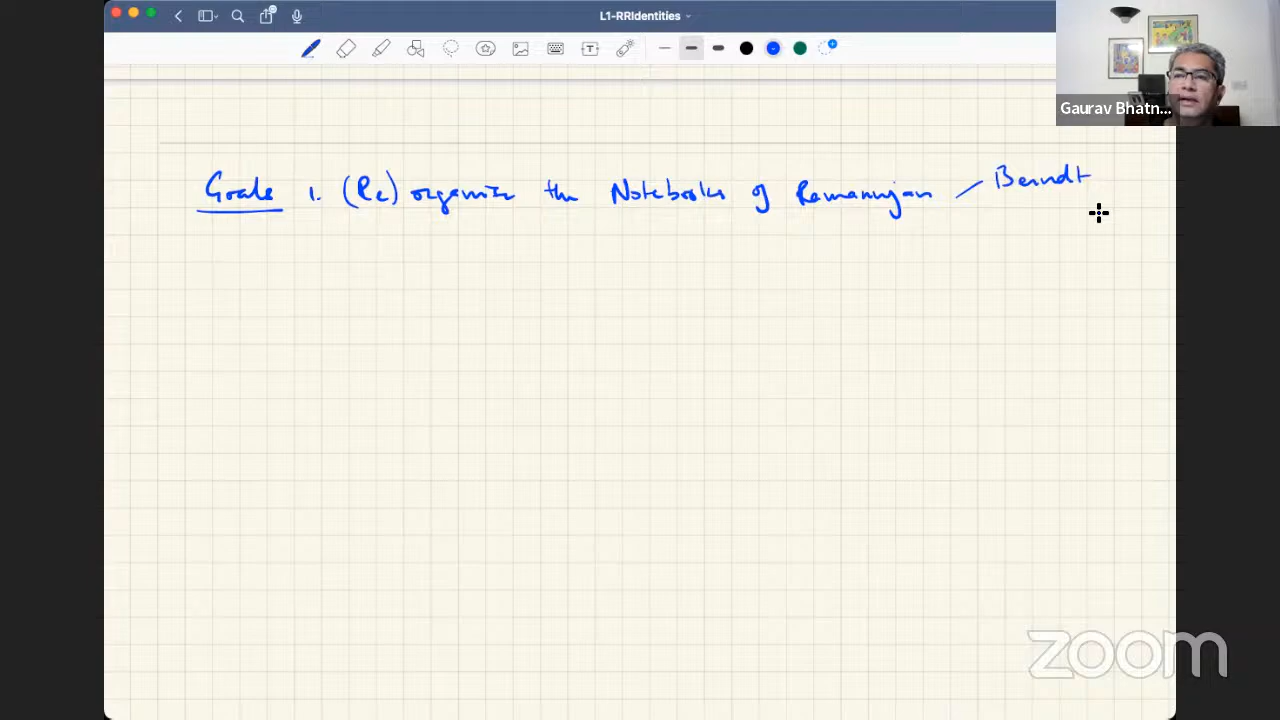 L1-RRIdentities
Gaurav Bhatn...
Goals 1. (Re) organize the Notebooks of Ramanujan — Berndt
zoom